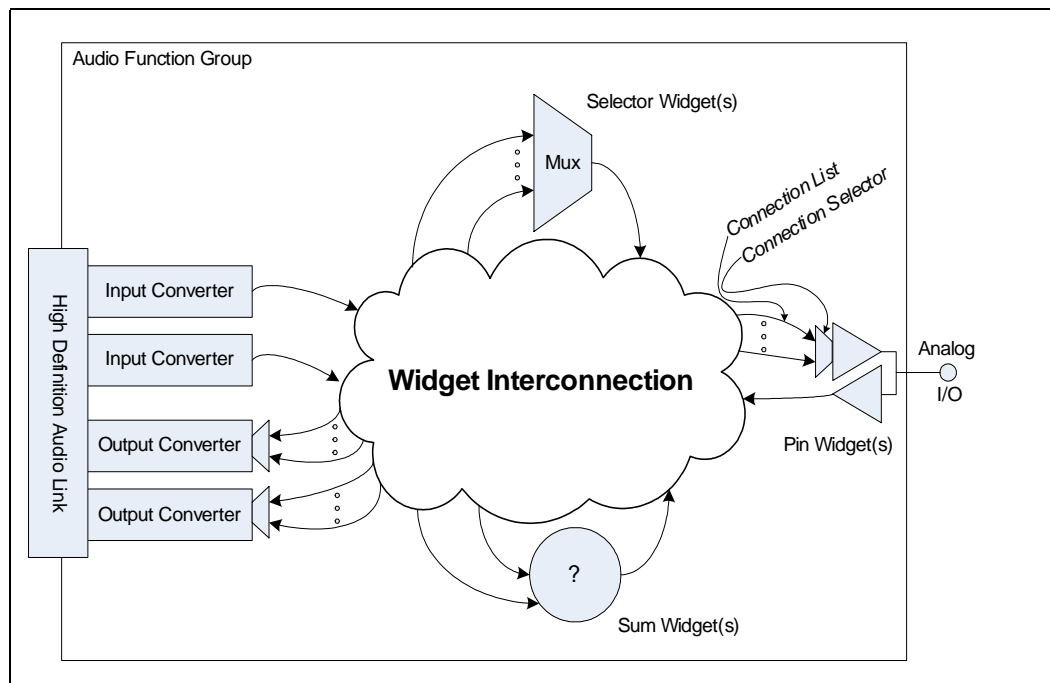 Audio Function Group
Selector Widget(s)
Mux
Connection List
Connection Selector
High Definition Audio Link
Input Converter
Input Converter
Widget Interconnection
Analog
I/O
Output Converter
Pin Widget(s)
Output Converter
?
Sum Widget(s)